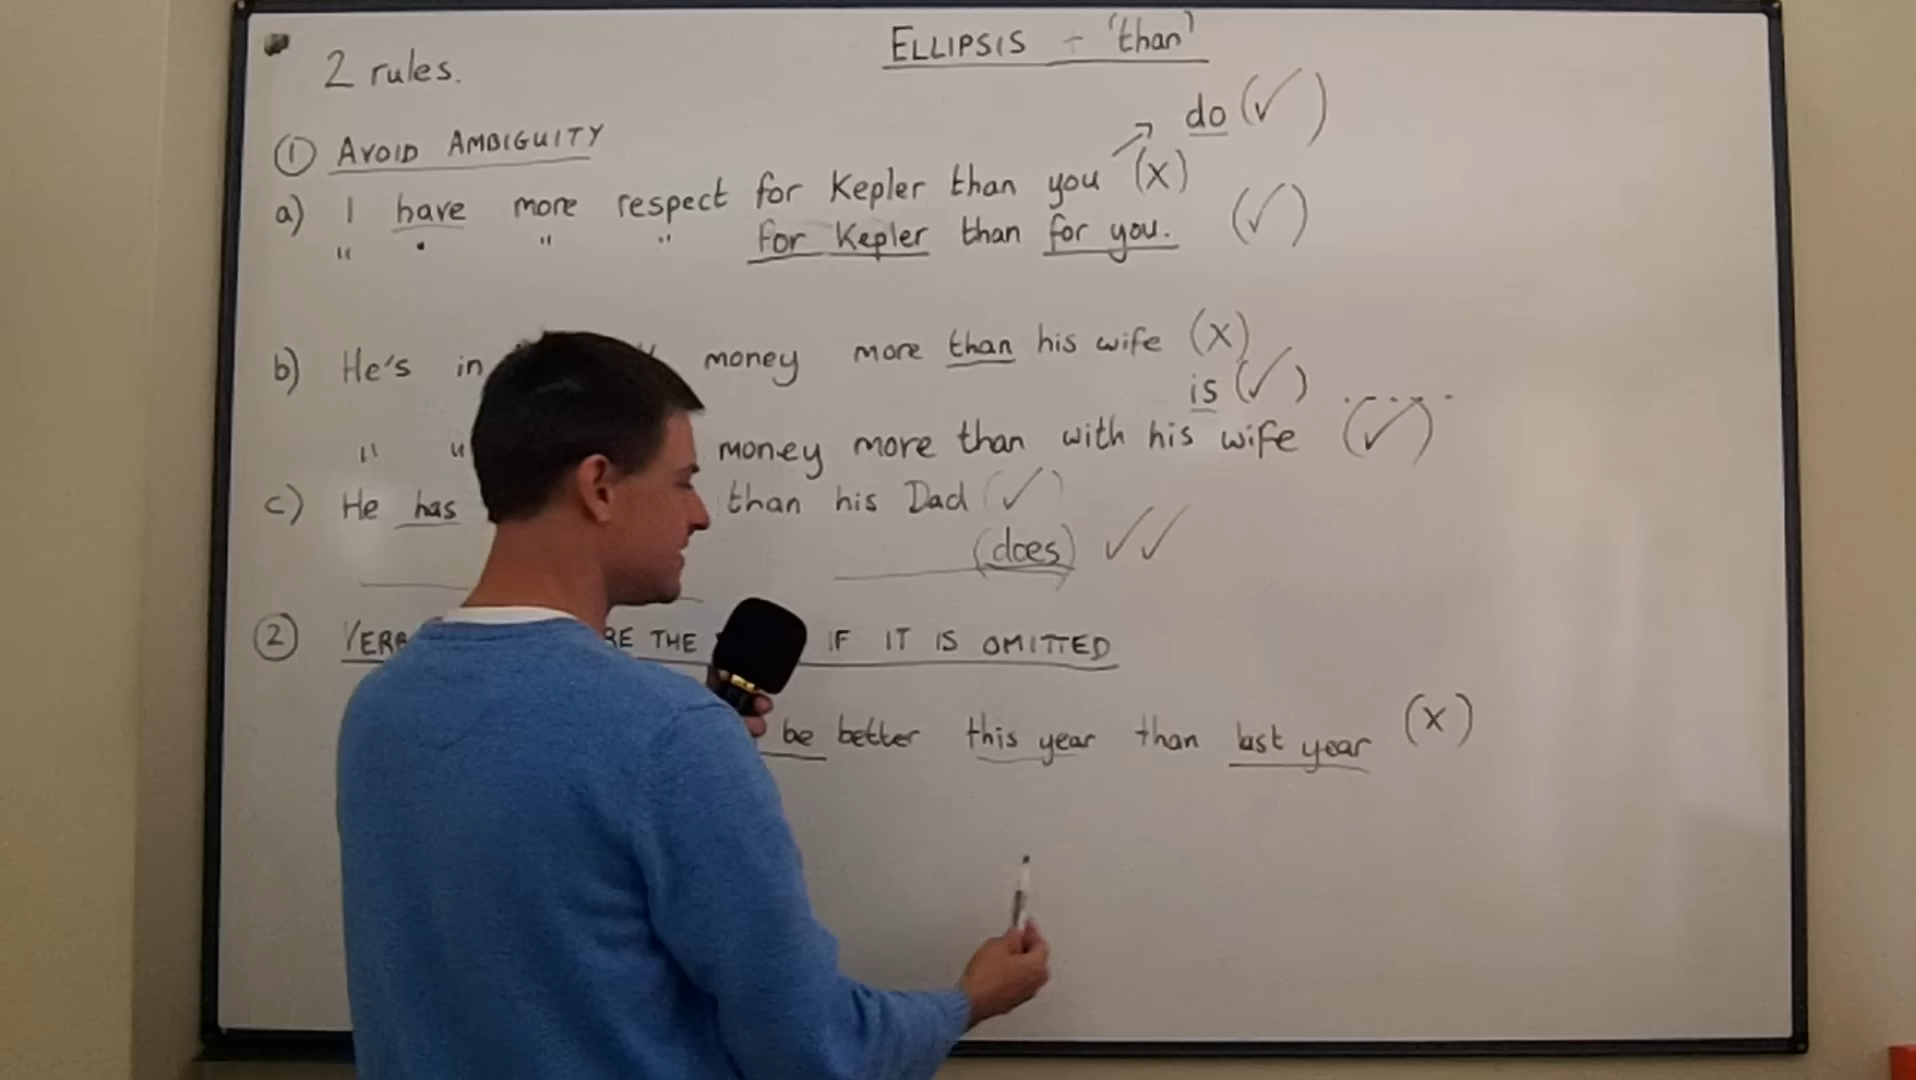 ELLIPSIS - 'than'
2 rules.
do (✓)
① AVOID AMBIGUITY
a) I have more respect for Kepler than you (x)
" " " " for Kepler than for you. (✓)
b) He's in money more than his wife (x)
is (✓)
" " money more than with his wife (✓)
c) He has than his Dad (✓)
(does) ✓✓
② THE IF IT IS OMITTED
be better this year than last year (x)